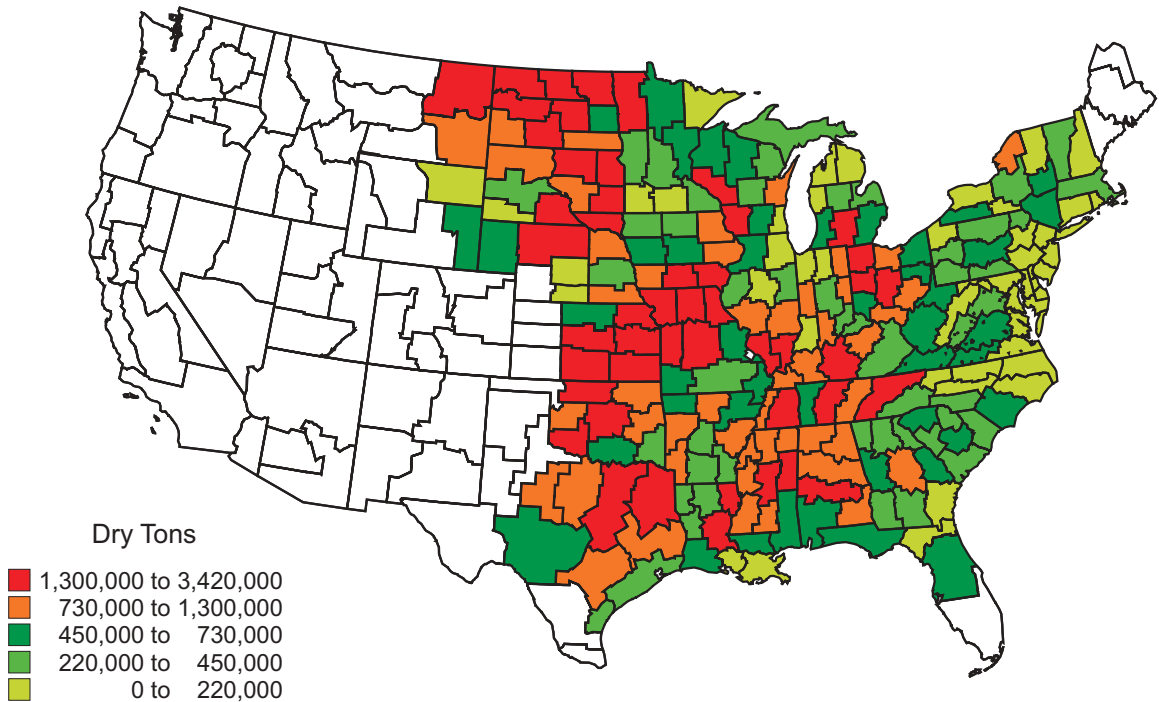 Dry Tons
1,300,000 to 3,420,000
730,000 to 1,300,000
450,000 to 730,000
220,000 to 450,000
0 to 220,000